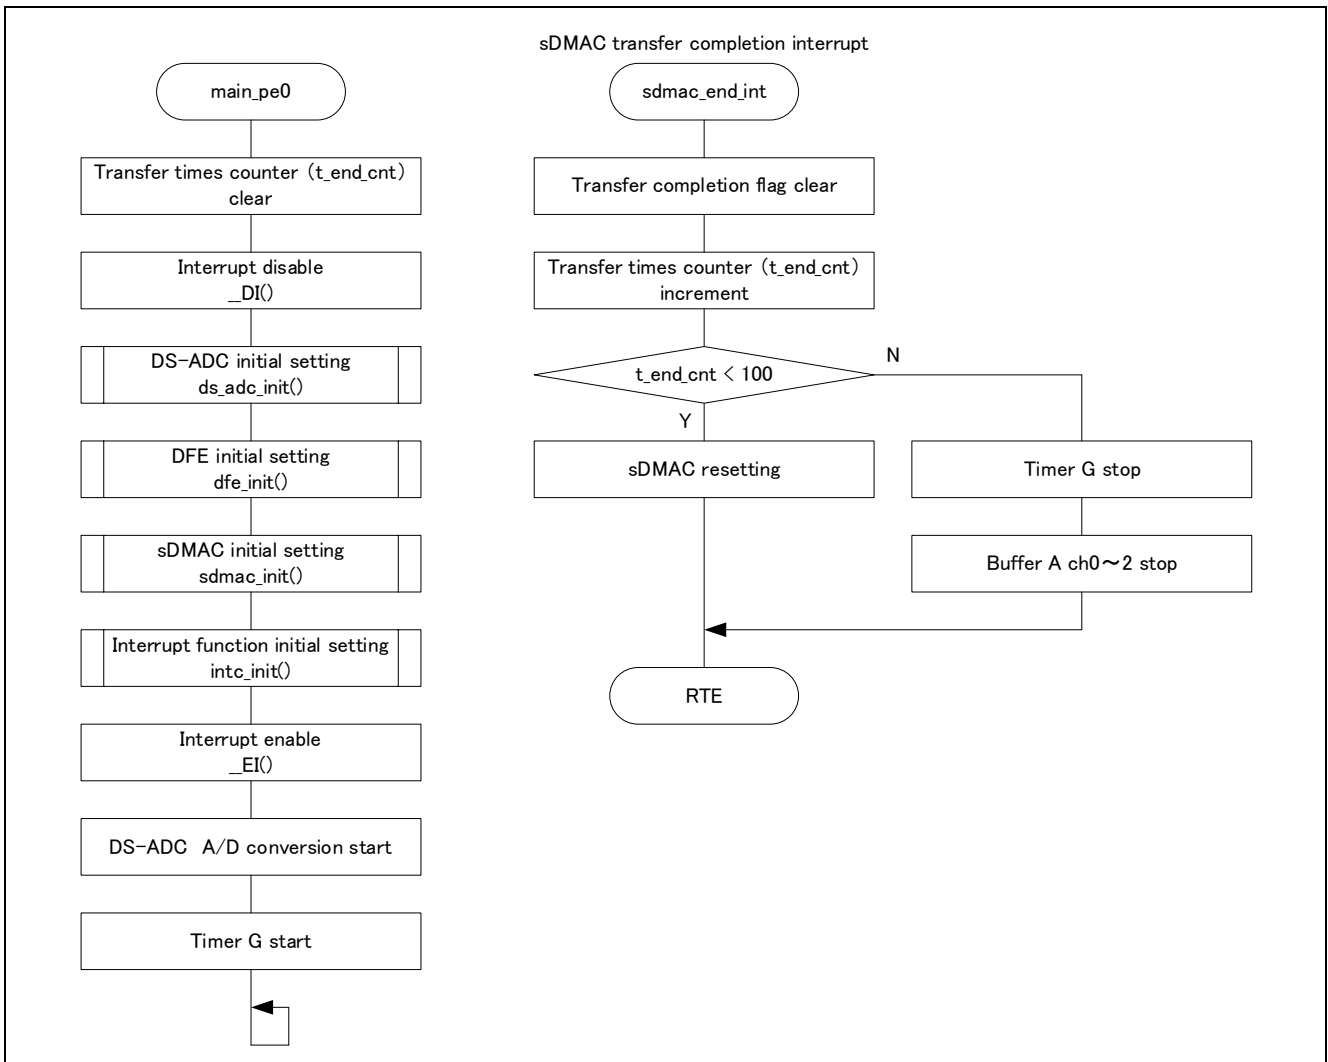 main_pe0
Transfer times counter (t_end_cnt)
clear
Interrupt disable
__DI()
DS-ADC initial setting
ds_adc_init()
DFE initial setting
dfe_init()
sDMAC initial setting
sdmac_init()
Interrupt function initial setting
intc_init()
Interrupt enable
__EI()
DS-ADC A/D conversion start
Timer G start
sDMAC transfer completion interrupt
sdmac_end_int
Transfer completion flag clear
Transfer times counter (t_end_cnt)
increment
t_end_cnt < 100
N
Y
sDMAC resetting
Timer G stop
Buffer A ch0～2 stop
RTE